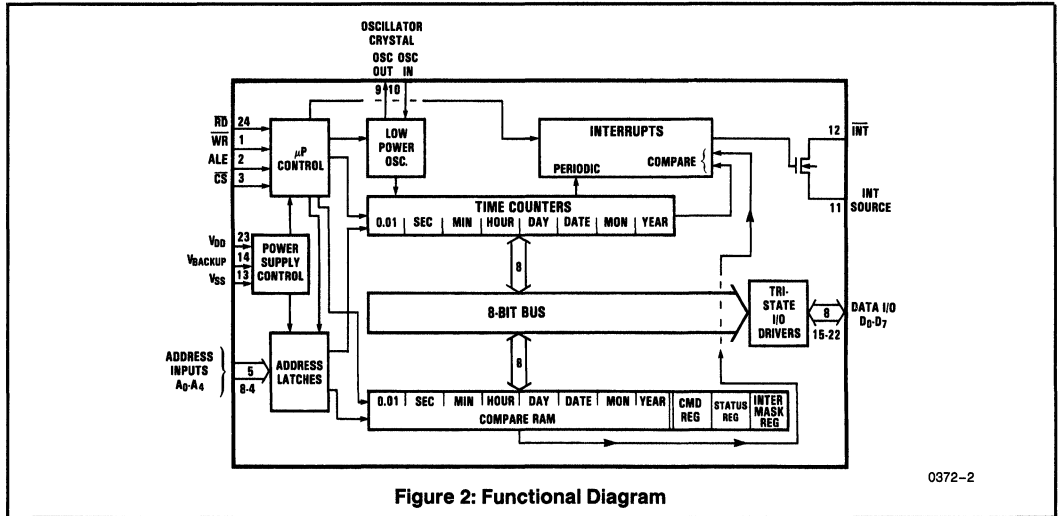 OSCILLATOR
CRYSTAL
OSC OSC
OUT IN
9 10
RD 24
WR 1
ALE 2
CS 3
µP
CONTROL
LOW
POWER
OSC.
INTERRUPTS
COMPARE {
PERIODIC
12 INT
11 INT
SOURCE
TIME COUNTERS
0.01 SEC MIN HOUR DAY DATE MON YEAR
VDD 23
VBACKUP 14
VSS 13
POWER
SUPPLY
CONTROL
8
8-BIT BUS
TRI-
STATE
I/O
DRIVERS
8
15-22
DATA I/O
D0-D7
8
ADDRESS
INPUTS
A0-A4
5
8-4
ADDRESS
LATCHES
0.01 SEC MIN HOUR DAY DATE MON YEAR
COMPARE RAM
CMD
REG
STATUS
REG
INTER
MASK
REG
0372-2
Figure 2: Functional Diagram